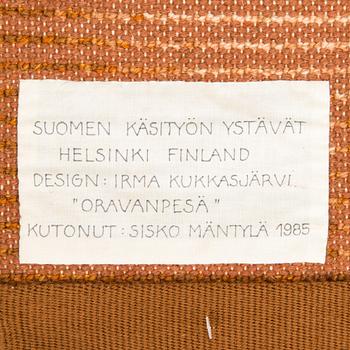 SUOMEN KÄSITYÖN YSTÄVÄT
HELSINKI FINLAND
DESIGN: IRMA KUKKASJÄRVI.
"ORAVANPESÄ"
KUTONUT: SISKO MÄNTYLÄ 1985